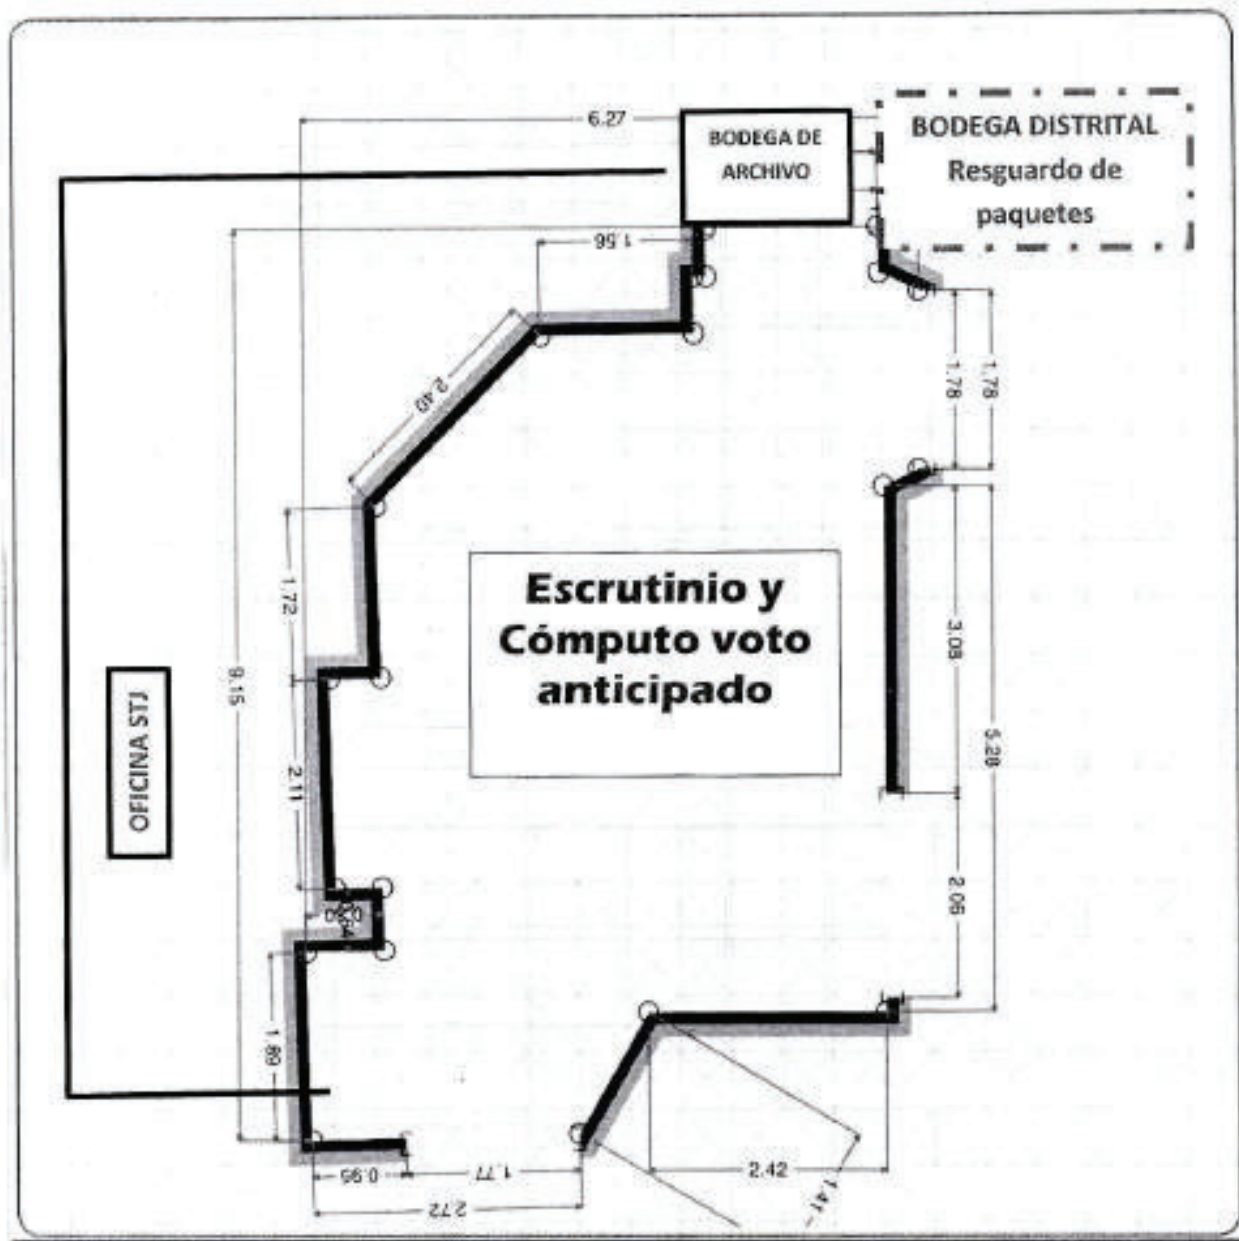 6.27
BODEGA DE
ARCHIVO
BODEGA DISTRITAL
Resguardo de
paquetes
1.56
1.78
1.78
2.40
1.72
9.15
Escrutinio y
Cómputo voto
anticipado
3.08
5.28
OFICINA STJ
2.11
2.06
1.89
0.95
1.77
2.42
1.41
2.72